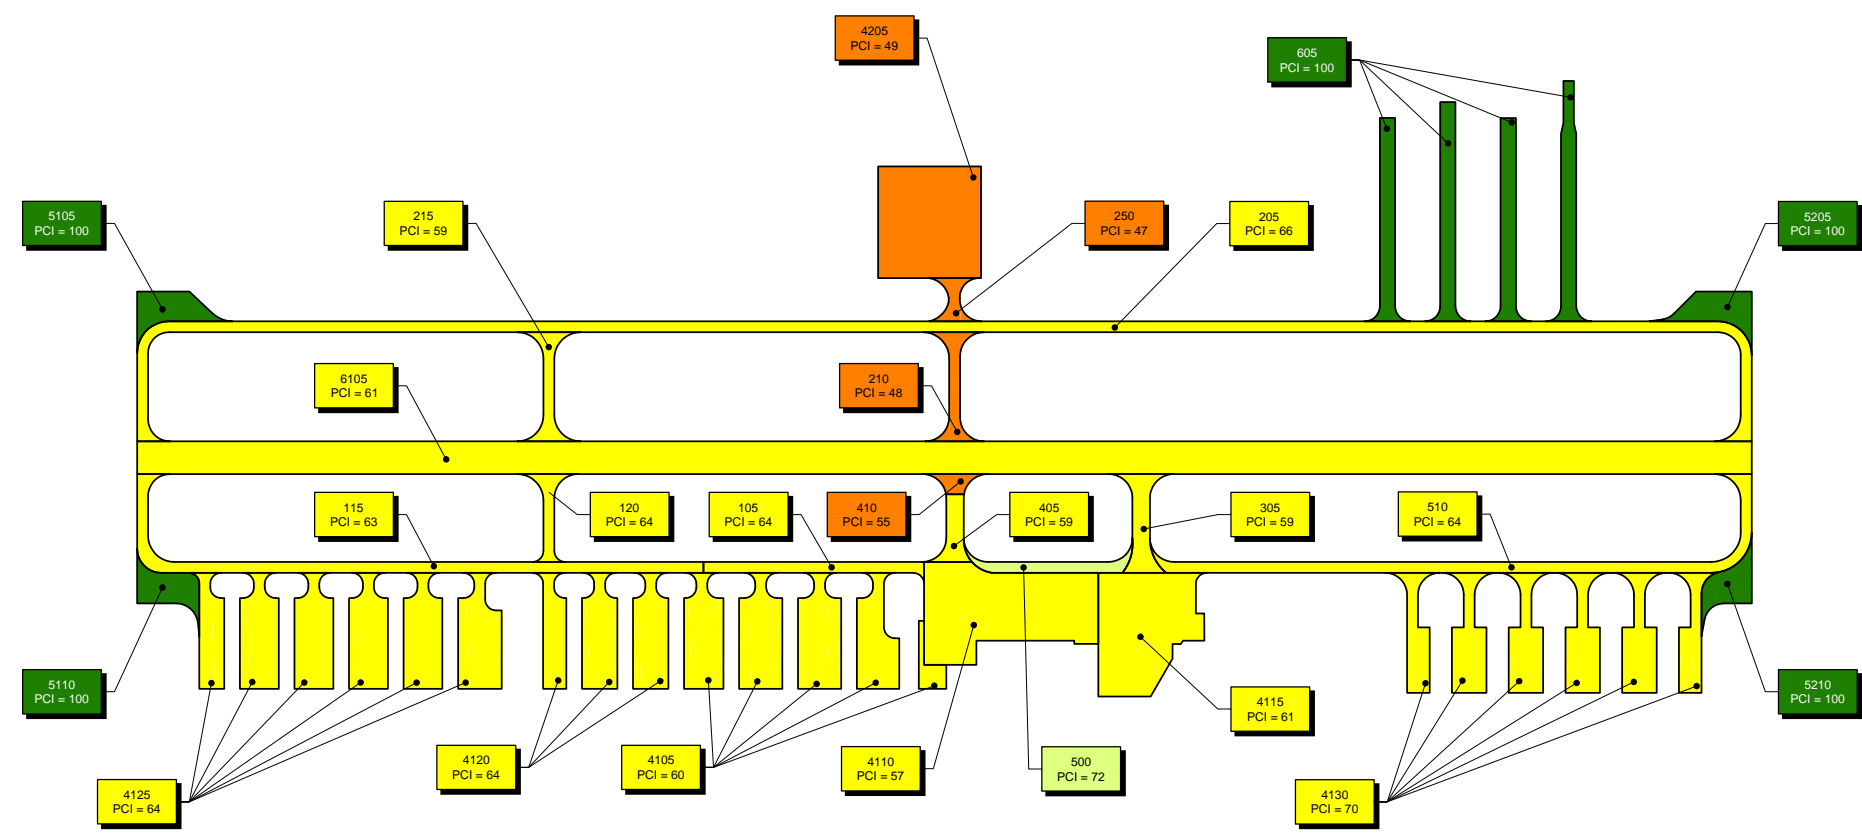 4205
PCI = 49
605
PCI = 100
5105
PCI = 100
215
PCI = 59
250
PCI = 47
205
PCI = 66
5205
PCI = 100
6105
PCI = 61
210
PCI = 48
115
PCI = 63
120
PCI = 64
105
PCI = 64
410
PCI = 55
405
PCI = 59
305
PCI = 59
510
PCI = 64
5110
PCI = 100
4115
PCI = 61
5210
PCI = 100
4120
PCI = 64
4105
PCI = 60
4110
PCI = 57
500
PCI = 72
4125
PCI = 64
4130
PCI = 70